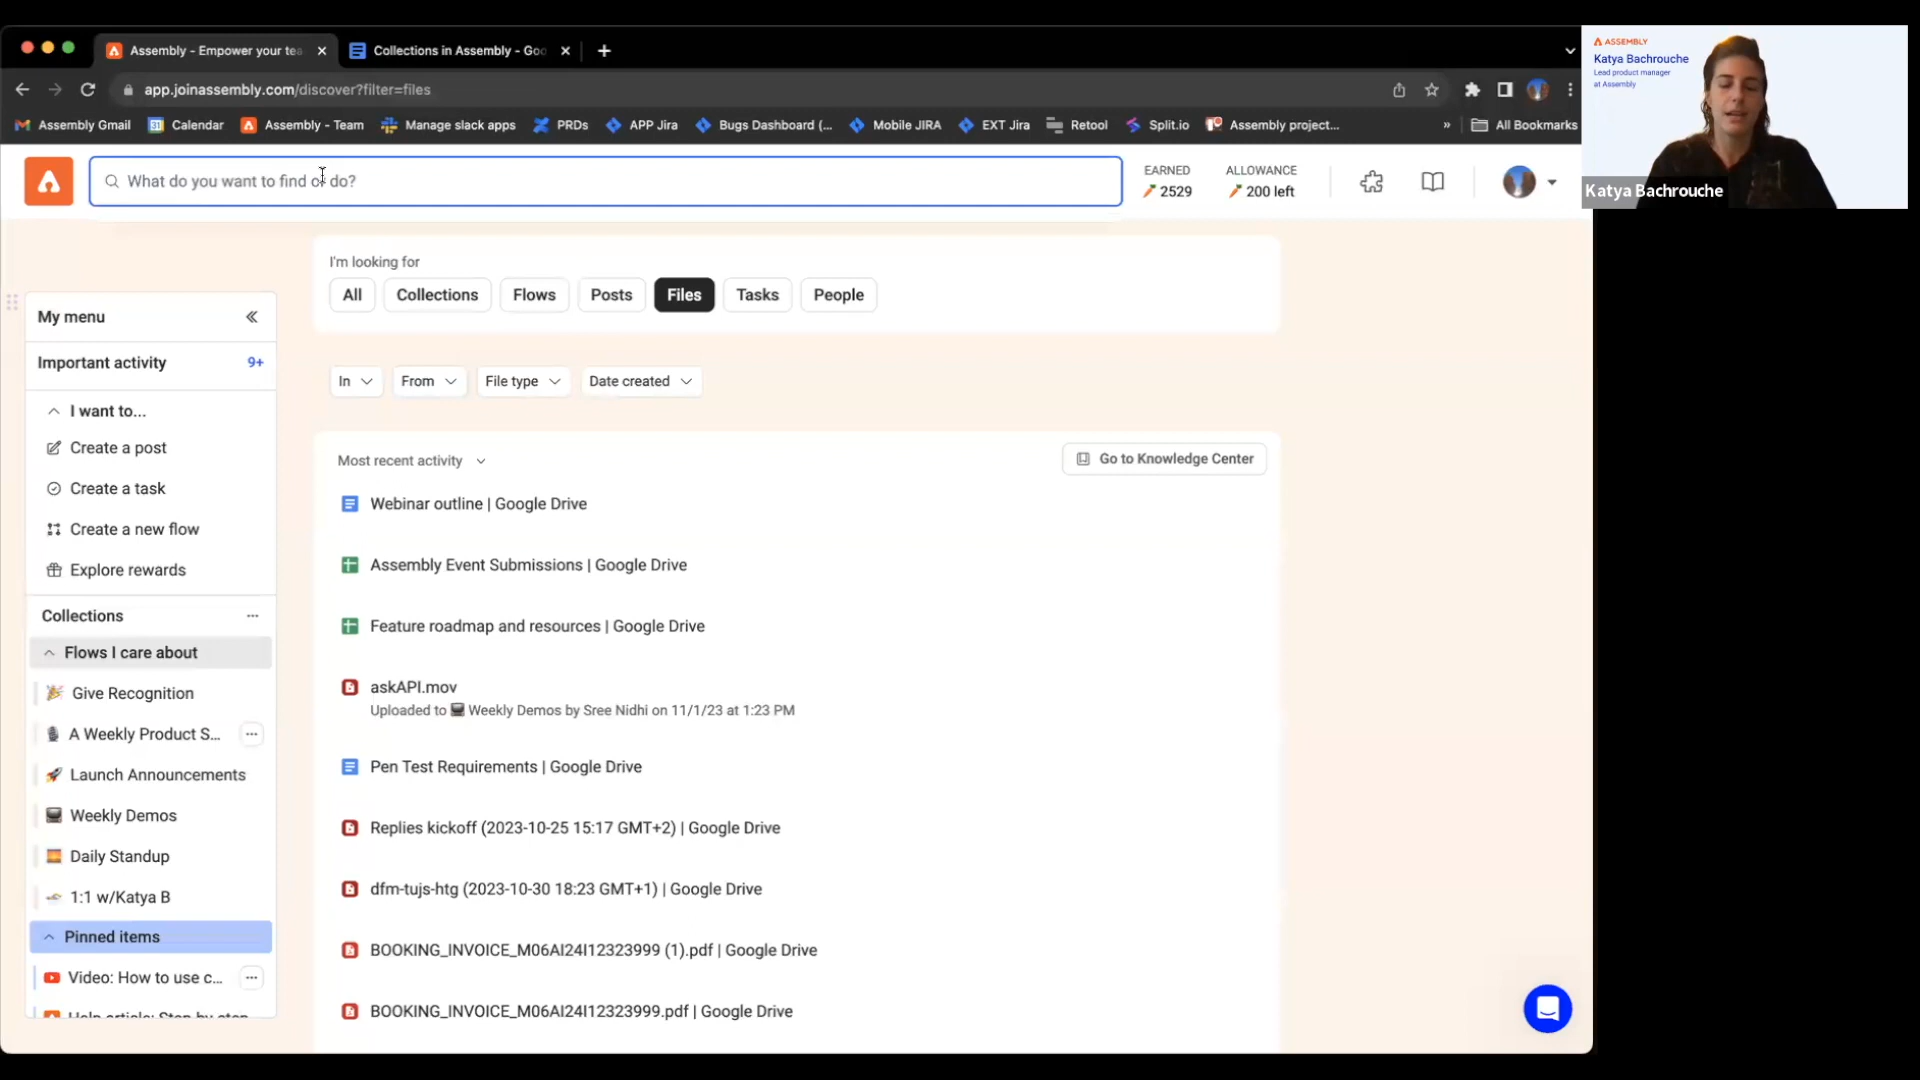 Assembly - Empower your tea
Collections in Assembly - Goo
app.joinassembly.com/discover?filter=files
Assembly Gmail
Calendar
Assembly - Team
Manage slack apps
PRDs
APP Jira
Bugs Dashboard (...
Mobile JIRA
EXT Jira
Retool
Split.io
Assembly project...
»
All Bookmarks
ASSEMBLY
Katya Bachrouche
Lead product manager
at Assembly
Katya Bachrouche
What do you want to find or do?
EARNED
2529
ALLOWANCE
200 left
I'm looking for
All
Collections
Flows
Posts
Files
Tasks
People
In
From
File type
Date created
My menu
Important activity
9+
I want to...
Create a post
Create a task
Create a new flow
Explore rewards
Collections
Flows I care about
Give Recognition
A Weekly Product S...
Launch Announcements
Weekly Demos
Daily Standup
1:1 w/Katya B
Pinned items
Video: How to use c...
Help article: Step by step
Most recent activity
Go to Knowledge Center
Webinar outline | Google Drive
Assembly Event Submissions | Google Drive
Feature roadmap and resources | Google Drive
askAPI.mov
Uploaded to Weekly Demos by Sree Nidhi on 11/1/23 at 1:23 PM
Pen Test Requirements | Google Drive
Replies kickoff (2023-10-25 15:17 GMT+2) | Google Drive
dfm-tujs-htg (2023-10-30 18:23 GMT+1) | Google Drive
BOOKING_INVOICE_M06AI24I12323999 (1).pdf | Google Drive
BOOKING_INVOICE_M06AI24I12323999.pdf | Google Drive